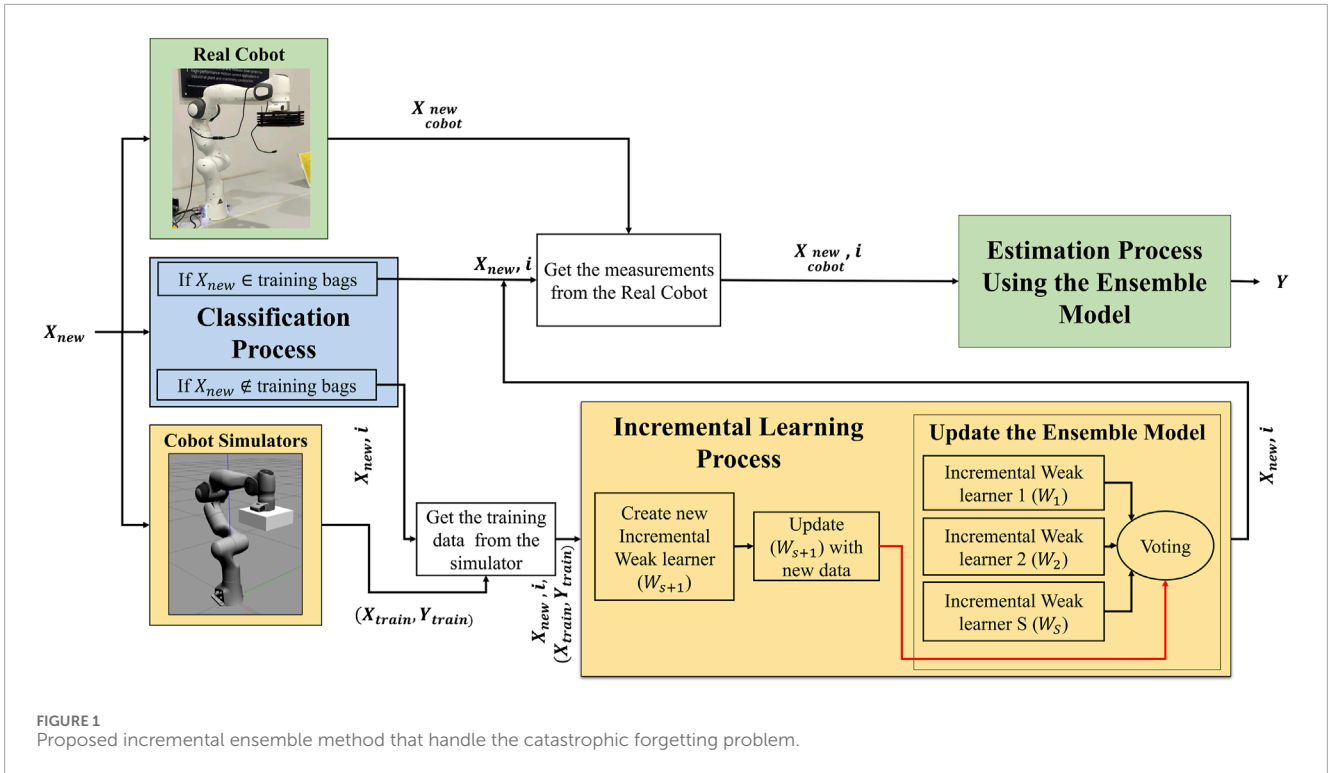 Real Cobot
X new
cobot
If X_new ∈ training bags
Classification
Process
If X_new ∉ training bags
X_new
X_new, i
Get the measurements
from the Real Cobot
X new, i
cobot
Estimation Process
Using the Ensemble
Model
Y
Cobot Simulators
X_new, i
(X_train, Y_train)
Get the training
data from the
simulator
X_new, i,
(X_train, Y_train)
Incremental Learning
Process
Create new
Incremental
Weak learner
(W_{s+1})
Update
(W_{s+1}) with
new data
Update the Ensemble Model
Incremental Weak
learner 1 (W_1)
Incremental Weak
learner 2 (W_2)
Incremental Weak
learner S (W_S)
Voting
X_new, i
FIGURE 1
Proposed incremental ensemble method that handle the catastrophic forgetting problem.